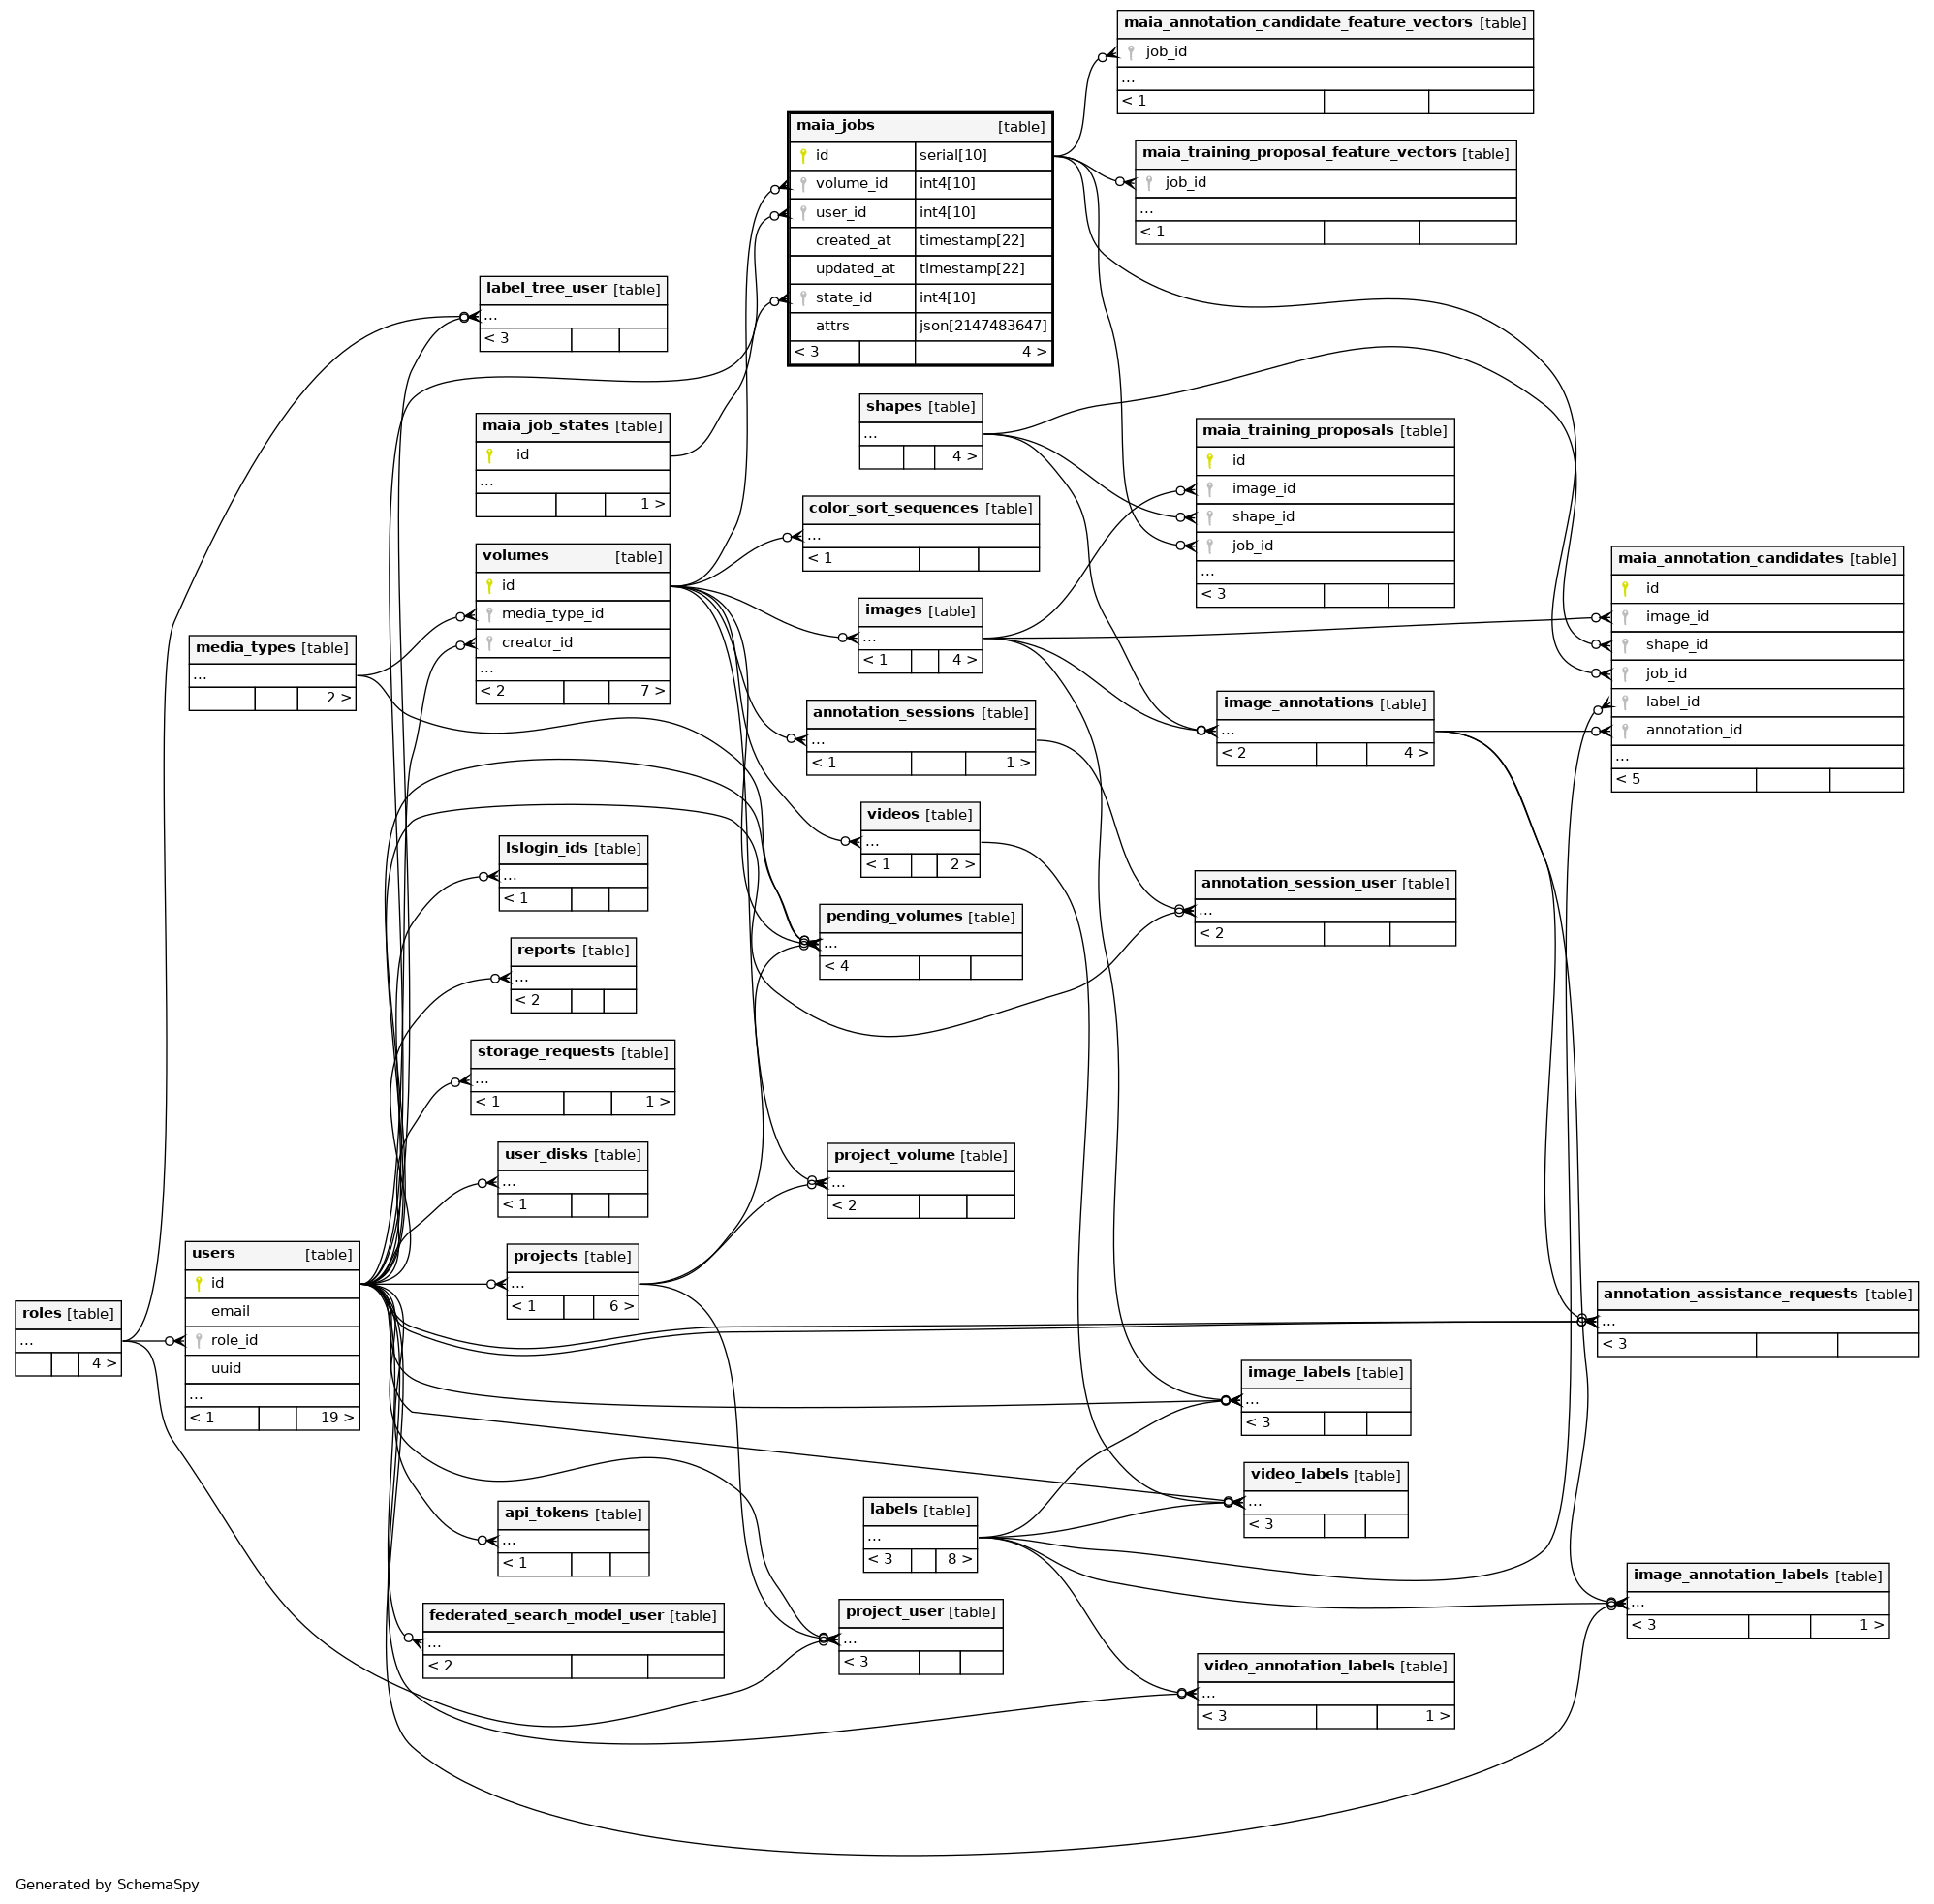 maia_annotation_candidate_feature_vectors [table]
job_id
...
< 1
maia_jobs [table]
id serial[10]
volume_id int4[10]
user_id int4[10]
created_at timestamp[22]
updated_at timestamp[22]
state_id int4[10]
attrs json[2147483647]
< 3 4 >
maia_training_proposal_feature_vectors [table]
job_id
...
< 1
label_tree_user [table]
...
< 3
shapes [table]
...
4 >
maia_job_states [table]
id
...
1 >
maia_training_proposals [table]
id
image_id
shape_id
job_id
...
< 3
color_sort_sequences [table]
...
< 1
volumes [table]
id
media_type_id
creator_id
...
< 2 7 >
maia_annotation_candidates [table]
id
image_id
shape_id
job_id
label_id
annotation_id
...
< 5
images [table]
...
< 1 4 >
media_types [table]
...
2 >
image_annotations [table]
...
< 2 4 >
annotation_sessions [table]
...
< 1 1 >
videos [table]
...
< 1 2 >
lslogin_ids [table]
...
< 1
annotation_session_user [table]
...
< 2
pending_volumes [table]
...
< 4
reports [table]
...
< 2
storage_requests [table]
...
< 1 1 >
user_disks [table]
...
< 1
project_volume [table]
...
< 2
users [table]
id
email
role_id
uuid
...
< 1 19 >
projects [table]
...
< 1 6 >
roles [table]
...
4 >
annotation_assistance_requests [table]
...
< 3
image_labels [table]
...
< 3
video_labels [table]
...
< 3
labels [table]
...
< 3 8 >
api_tokens [table]
...
< 1
image_annotation_labels [table]
...
< 3 1 >
federated_search_model_user [table]
...
< 2
project_user [table]
...
< 3
video_annotation_labels [table]
...
< 3 1 >
Generated by SchemaSpy